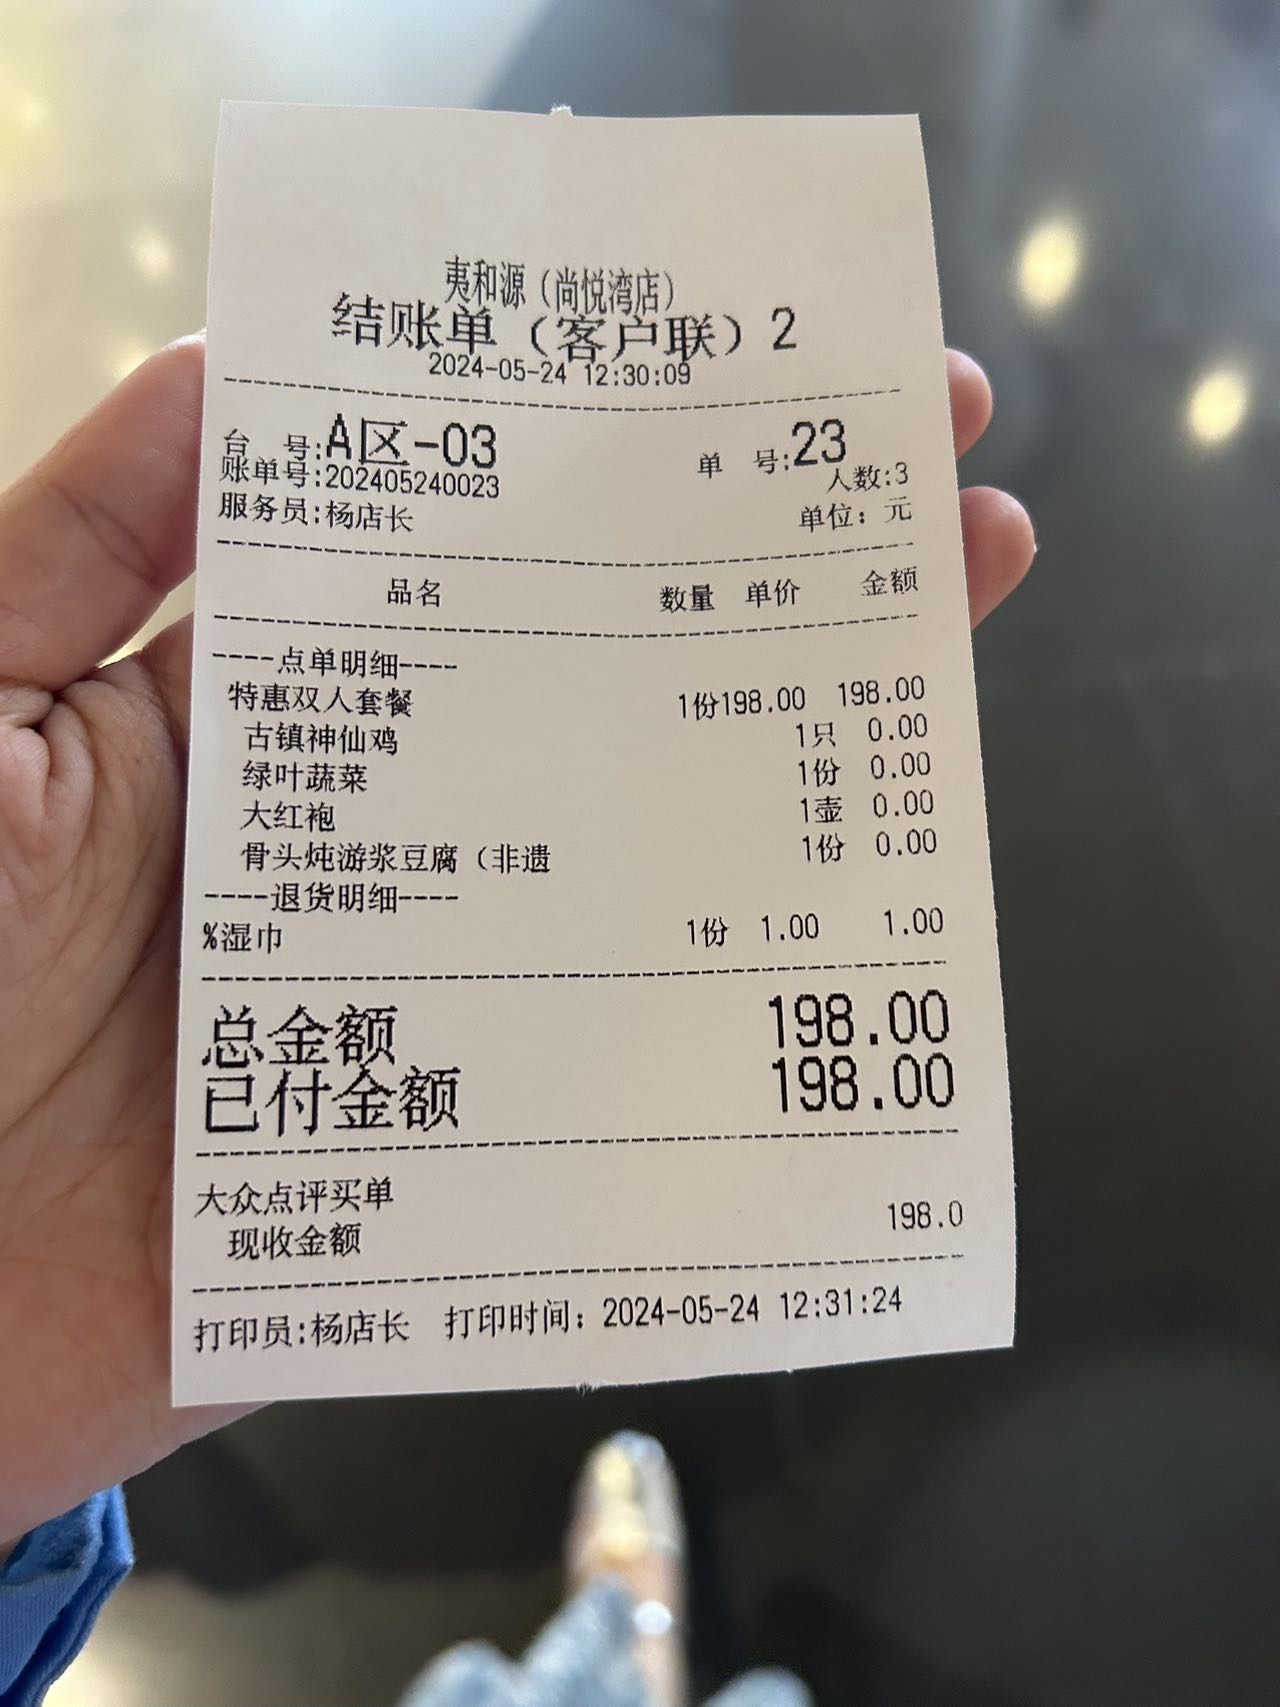 夷和源（尚悦湾店）
结账单（客户联）2
2024-05-24 12:30:09
台 号:A区-03 单 号:23
账单号:202405240023 人数:3
服务员:杨店长 单位：元
品名 数量 单价 金额
----点单明细----
特惠双人套餐 1份198.00 198.00
古镇神仙鸡 1只 0.00
绿叶蔬菜 1份 0.00
大红袍 1壶 0.00
骨头炖游浆豆腐（非遗 1份 0.00
----退货明细----
%湿巾 1份 1.00 1.00
总金额 198.00
已付金额 198.00
大众点评买单
现收金额 198.0
打印员:杨店长 打印时间：2024-05-24 12:31:24